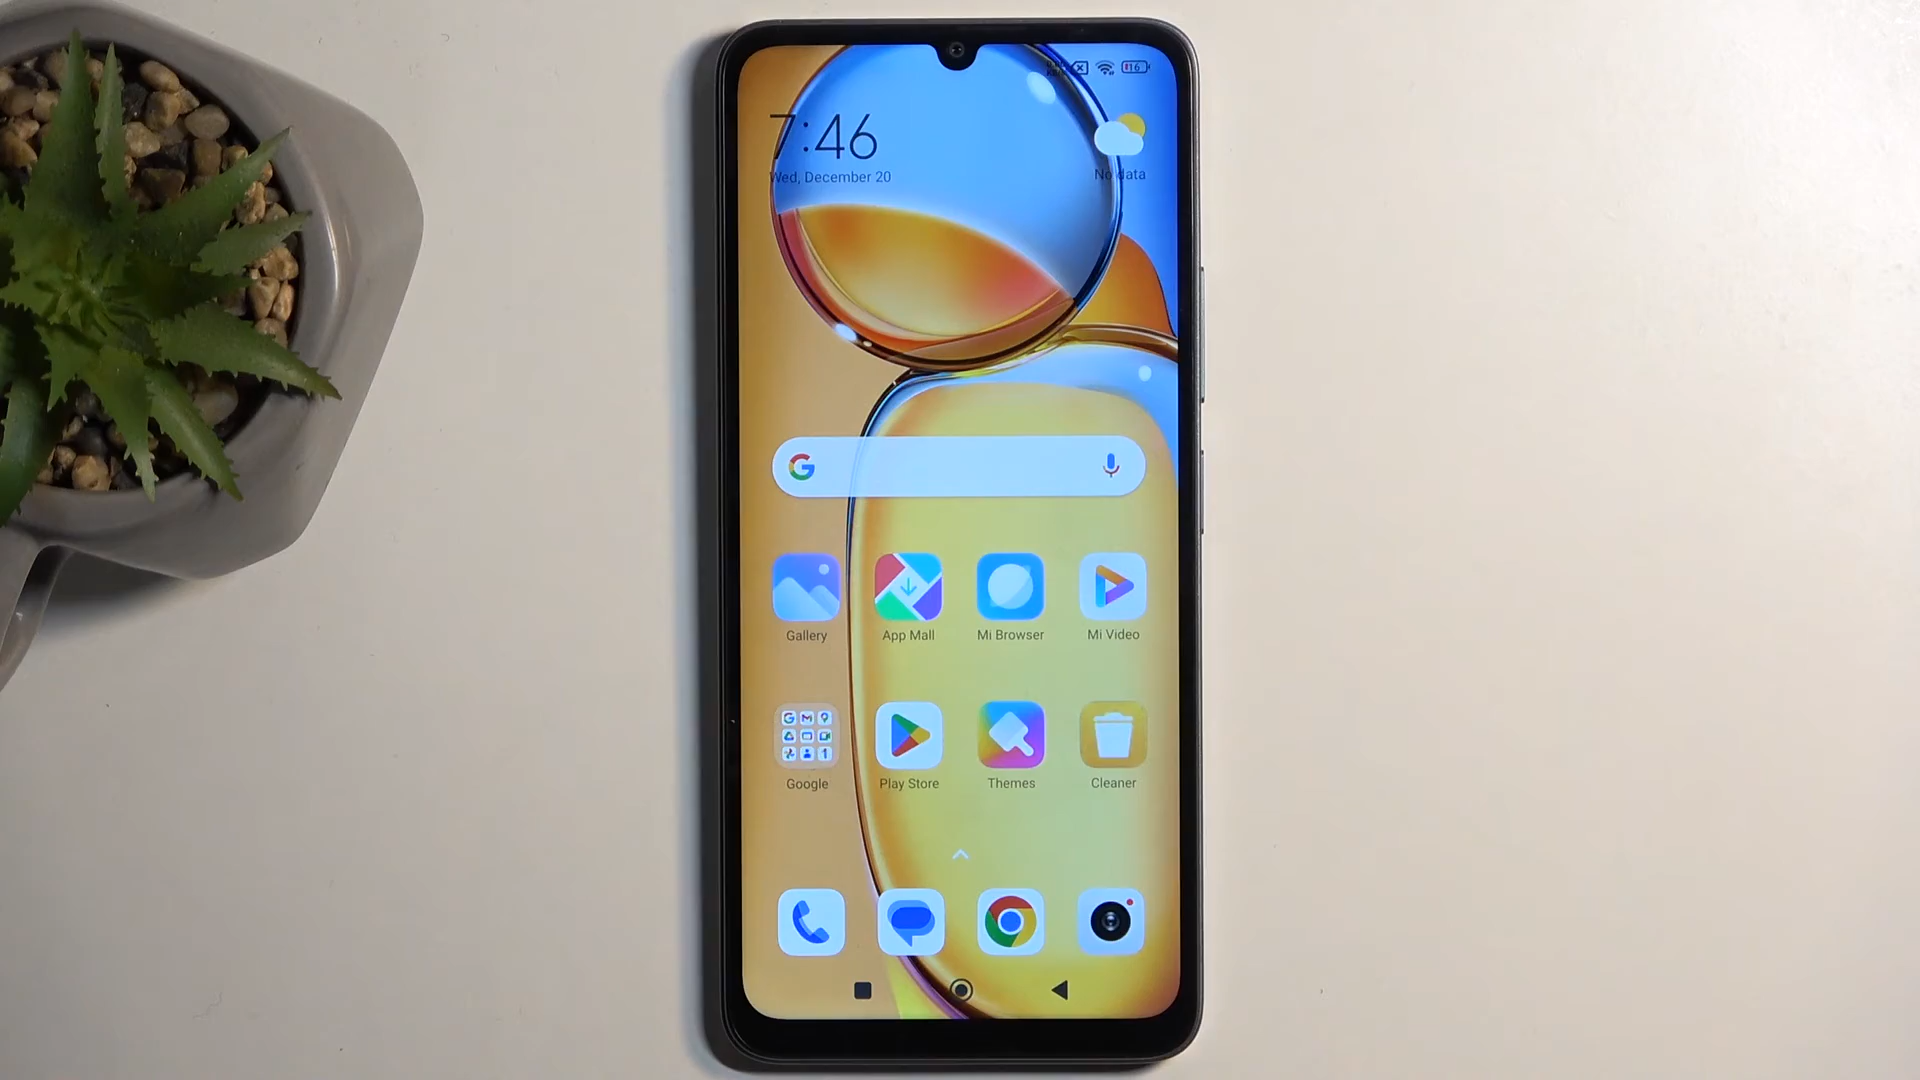 16
7:46
Wed, December 20
No data
Gallery
App Mall
Mi Browser
Mi Video
Google
Play Store
Themes
Cleaner